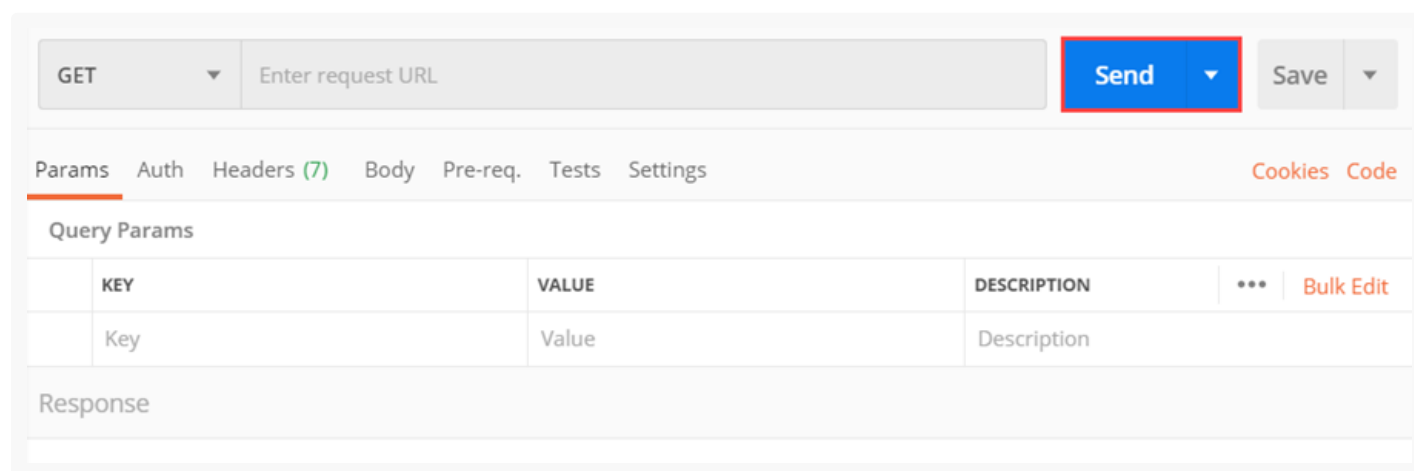 GET Enter request URL Send Save
Params Auth Headers (7) Body Pre-req. Tests Settings Cookies Code
Query Params
KEY VALUE DESCRIPTION ••• Bulk Edit
Key Value Description
Response